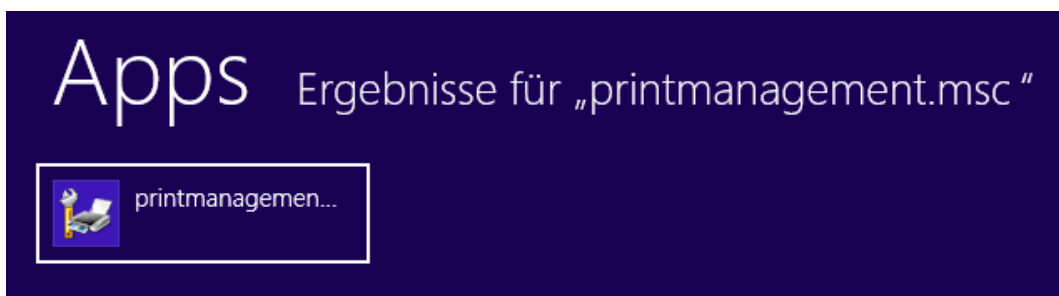 Apps Ergebnisse für „printmanagement.msc “
printmanagemen...